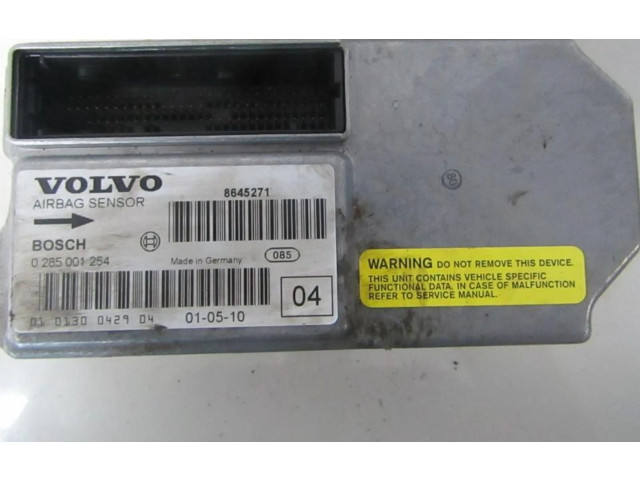 VOLVO
AIRBAG SENSOR
8645271
BOSCH
0 285 001 254
Made in Germany
085
01 0130 0429 04
01-05-10
04
WARNING DO NOT REMOVE THIS DEVICE.
THIS UNIT CONTAINS VEHICLE SPECIFIC
FUNCTIONAL DATA. IN CASE OF MALFUNCTION
REFER TO SERVICE MANUAL.